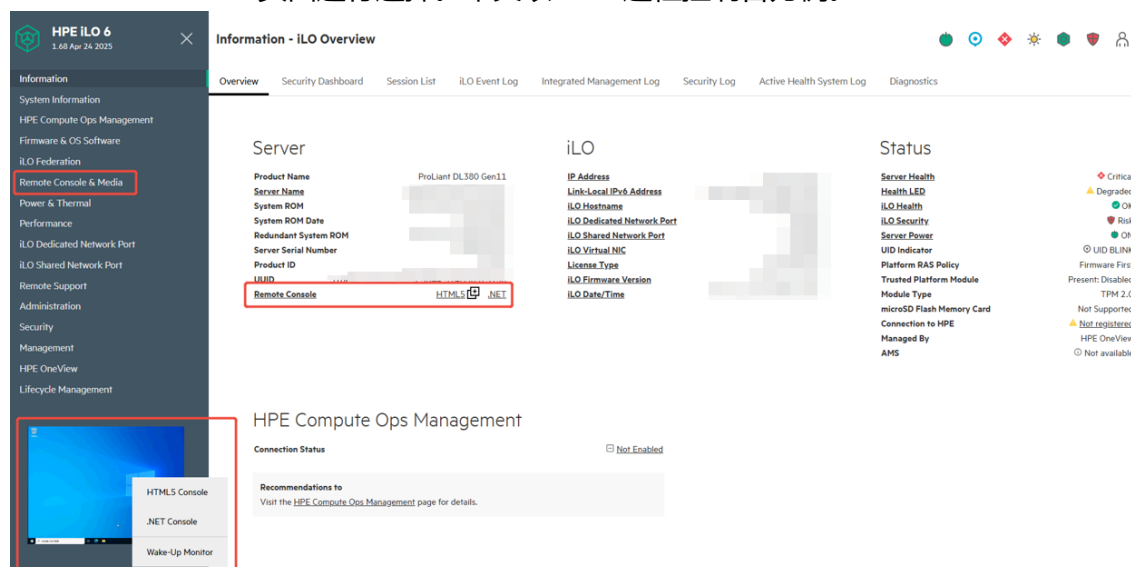 HPE iLO 6
1.68 Apr 24 2025
Information - iLO Overview
Information
System Information
HPE Compute Ops Management
Firmware & OS Software
iLO Federation
Remote Console & Media
Power & Thermal
Performance
iLO Dedicated Network Port
iLO Shared Network Port
Remote Support
Administration
Security
Management
HPE OneView
Lifecycle Management
HTML5 Console
.NET Console
Wake-Up Monitor
Overview Security Dashboard Session List iLO Event Log Integrated Management Log Security Log Active Health System Log Diagnostics
Server
Product Name ProLiant DL380 Gen11
Server Name
System ROM
System ROM Date
Redundant System ROM
Server Serial Number
Product ID
UUID
Remote Console HTML5 .NET
iLO
IP Address
Link-Local IPv6 Address
iLO Hostname
iLO Dedicated Network Port
iLO Shared Network Port
iLO Virtual NIC
License Type
iLO Firmware Version
iLO Date/Time
Status
Server Health Critica
Health LED Degraded
iLO Health OK
iLO Security Risk
Server Power ON
UID Indicator UID BLINK
Platform RAS Policy Firmware Firs
Trusted Platform Module Present: Disabled
Module Type TPM 2.0
microSD Flash Memory Card Not Supported
Connection to HPE Not registered
Managed By HPE OneView
AMS Not available
HPE Compute Ops Management
Connection Status Not Enabled
Recommendations to
Visit the HPE Compute Ops Management page for details.